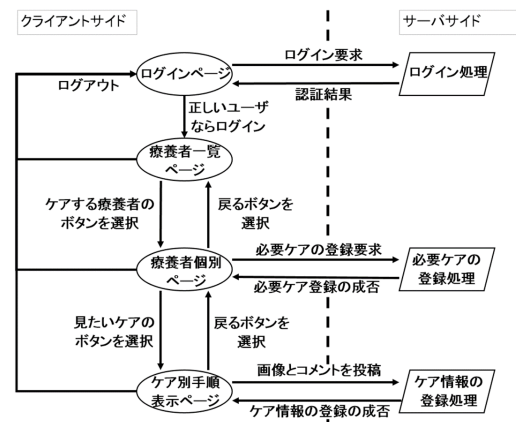 クライアントサイド
サーバサイド
ログインページ
ログイン要求
ログイン処理
ログアウト
認証結果
正しいユーザ
ならログイン
療養者一覧
ページ
ケアする療養者の
ボタンを選択
戻るボタンを
選択
療養者個別
ページ
必要ケアの登録要求
必要ケアの
登録処理
必要ケア登録の成否
見たいケアの
ボタンを選択
戻るボタンを
選択
ケア別手順
表示ページ
画像とコメントを投稿
ケア情報の
登録処理
ケア情報の登録の成否